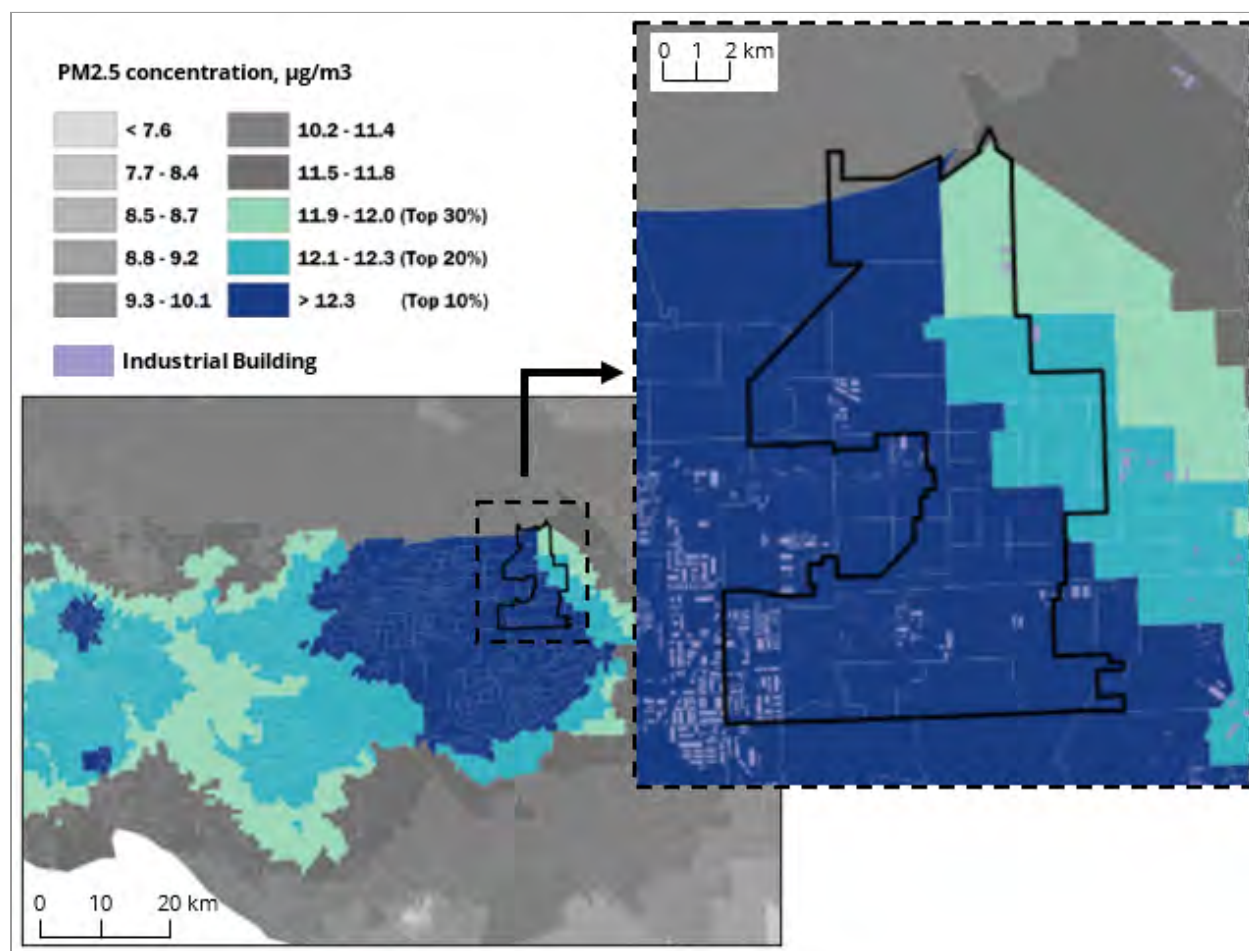 PM2.5 concentration, µg/m3
< 7.6
10.2 - 11.4
7.7 - 8.4
11.5 - 11.8
8.5 - 8.7
11.9 - 12.0 (Top 30%)
8.8 - 9.2
12.1 - 12.3 (Top 20%)
9.3 - 10.1
> 12.3 (Top 10%)
Industrial Building
0 1 2 km
0 10 20 km